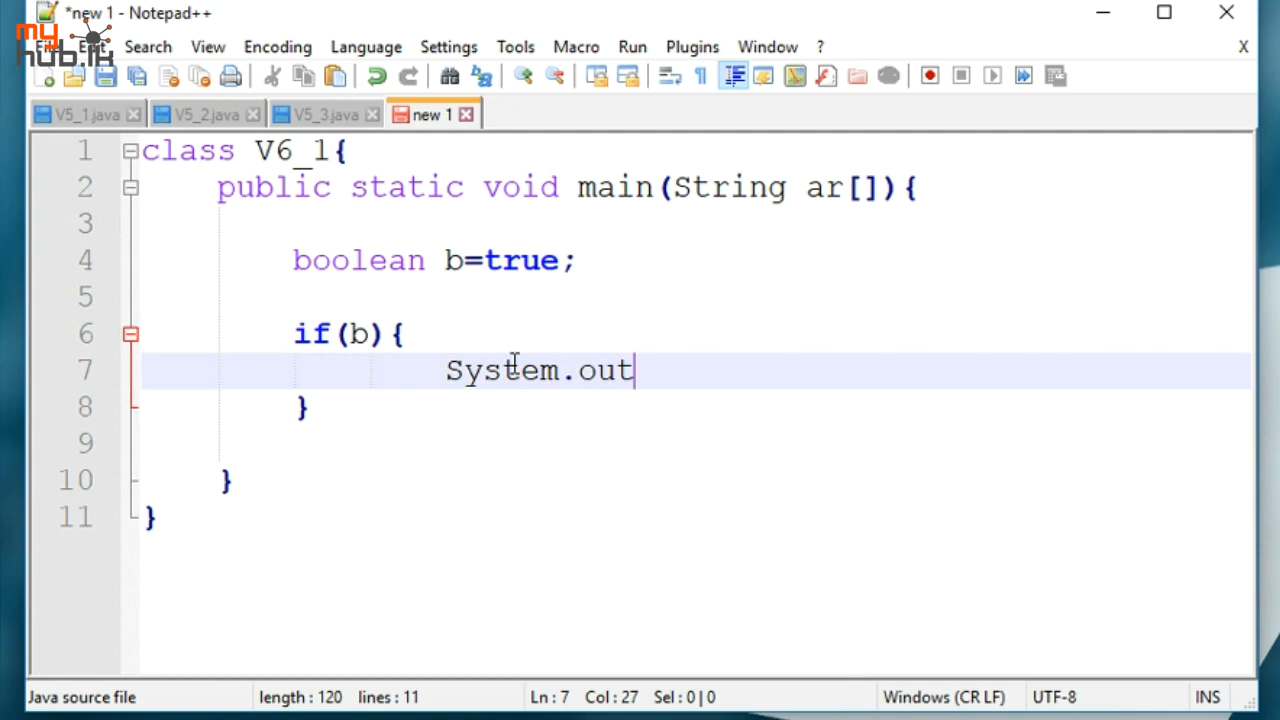 *new 1 - Notepad++
my
hub.lk
Edit Search View Encoding Language Settings Tools Macro Run Plugins Window ? X
V5_1.java V5_2.java V5_3.java new 1
1 class V6_1{
2 public static void main(String ar[]){
3
4 boolean b=true;
5
6 if(b){
7 System.out
8 }
9
10 }
11 }
Java source file length : 120 lines : 11 Ln : 7 Col : 27 Sel : 0 | 0 Windows (CR LF) UTF-8 INS